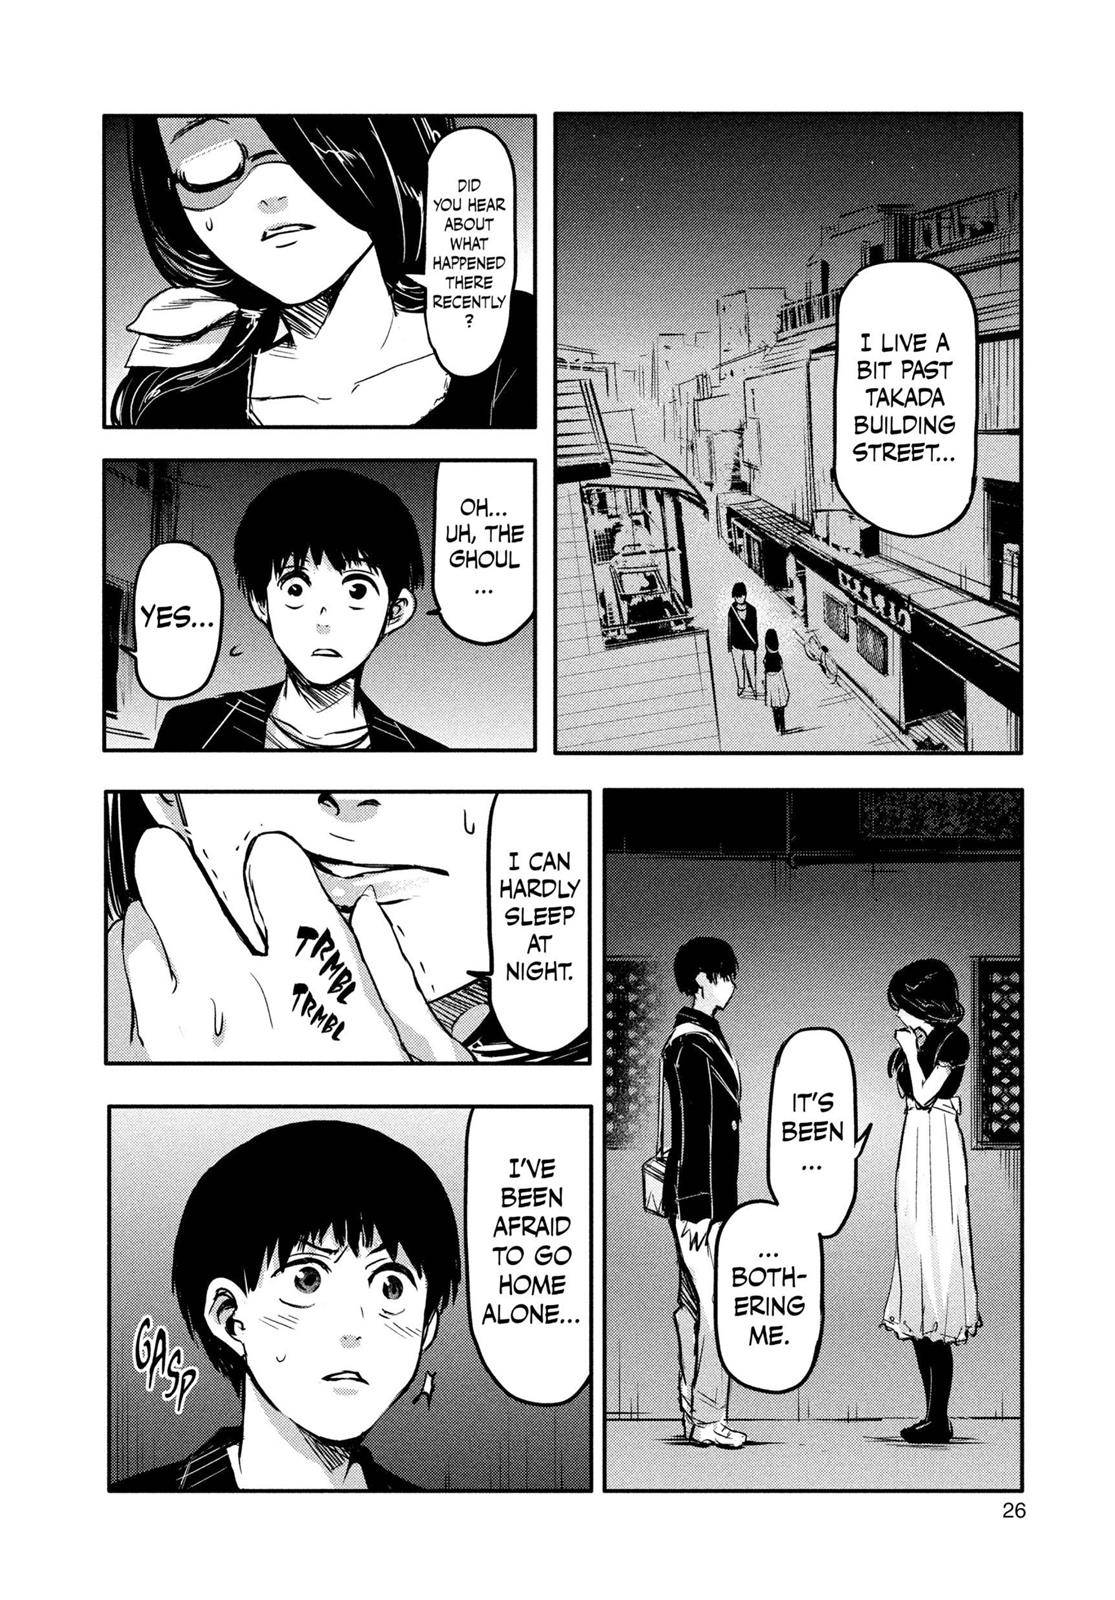 I LIVE A
BIT PAST
TAKADA
BUILDING
STREET...
DID
YOU HEAR
ABOUT
WHAT
HAPPENED
THERE
RECENTLY
?
OH...
UH, THE
GHOUL
...
YES...
IT'S
BEEN
...
...
BOTH-
ERING
ME.
I CAN
HARDLY
SLEEP
AT
NIGHT.
TRMBL
TRMBL
I'VE
BEEN
AFRAID
TO GO
HOME
ALONE...
GASP
26